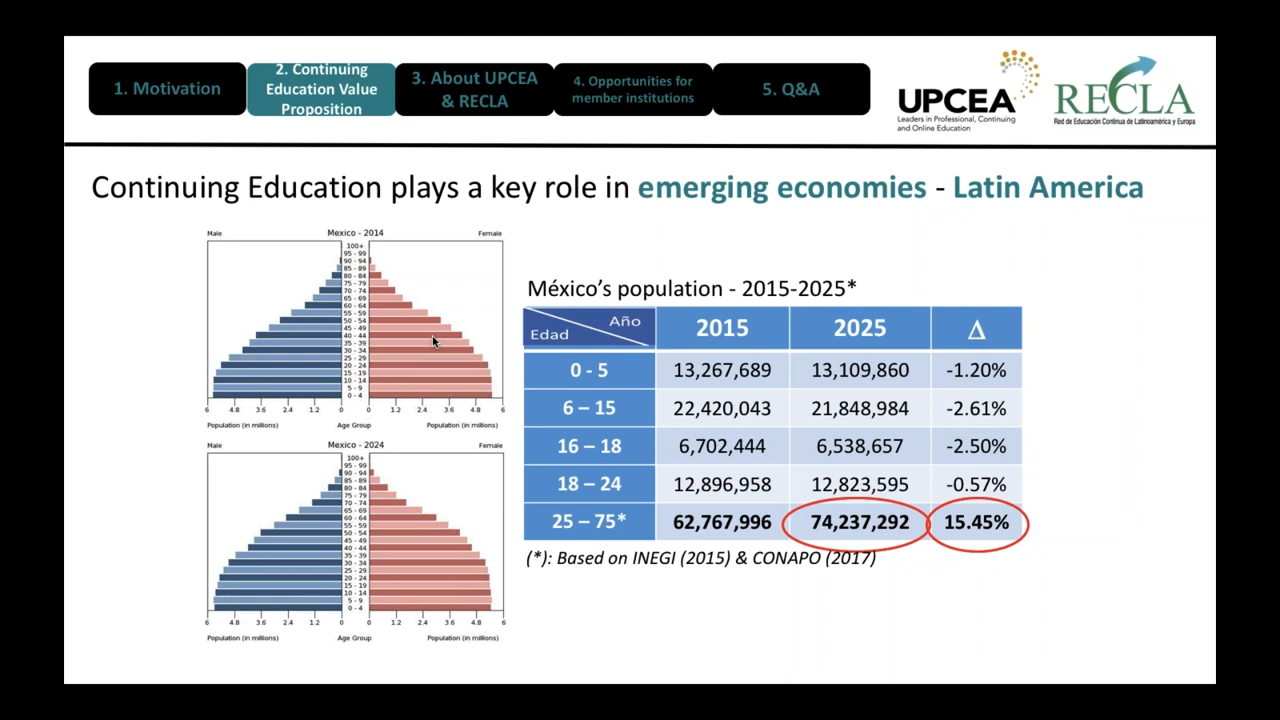 1. Motivation
2. Continuing
Education Value
Proposition
3. About UPCEA
& RECLA
4. Opportunities for
member institutions
5. Q&A
UPCEA
Leaders in Professional, Continuing
and Online Education
RECLA
Red de Educación Continua de Latinoamérica y Europa
Continuing Education plays a key role in emerging economies - Latin America
Male Mexico - 2014 Female
100+
95 - 99
90 - 94
85 - 89
80 - 84
75 - 79
70 - 74
65 - 69
60 - 64
55 - 59
50 - 54
45 - 49
40 - 44
35 - 39
30 - 34
25 - 29
20 - 24
15 - 19
10 - 14
5 - 9
0 - 4
6 4.8 3.6 2.4 1.2 0 0 1.2 2.4 3.6 4.8 6
Population (in millions) Age Group Population (in millions)
Male Mexico - 2024 Female
100+
95 - 99
90 - 94
85 - 89
80 - 84
75 - 79
70 - 74
65 - 69
60 - 64
55 - 59
50 - 54
45 - 49
40 - 44
35 - 39
30 - 34
25 - 29
20 - 24
15 - 19
10 - 14
5 - 9
0 - 4
6 4.8 3.6 2.4 1.2 0 0 1.2 2.4 3.6 4.8 6
Population (in millions) Age Group Population (in millions)
México’s population - 2015-2025*
Edad Año 2015 2025 Δ
0 - 5 13,267,689 13,109,860 -1.20%
6 – 15 22,420,043 21,848,984 -2.61%
16 – 18 6,702,444 6,538,657 -2.50%
18 – 24 12,896,958 12,823,595 -0.57%
25 – 75* 62,767,996 74,237,292 15.45%
(*): Based on INEGI (2015) & CONAPO (2017)